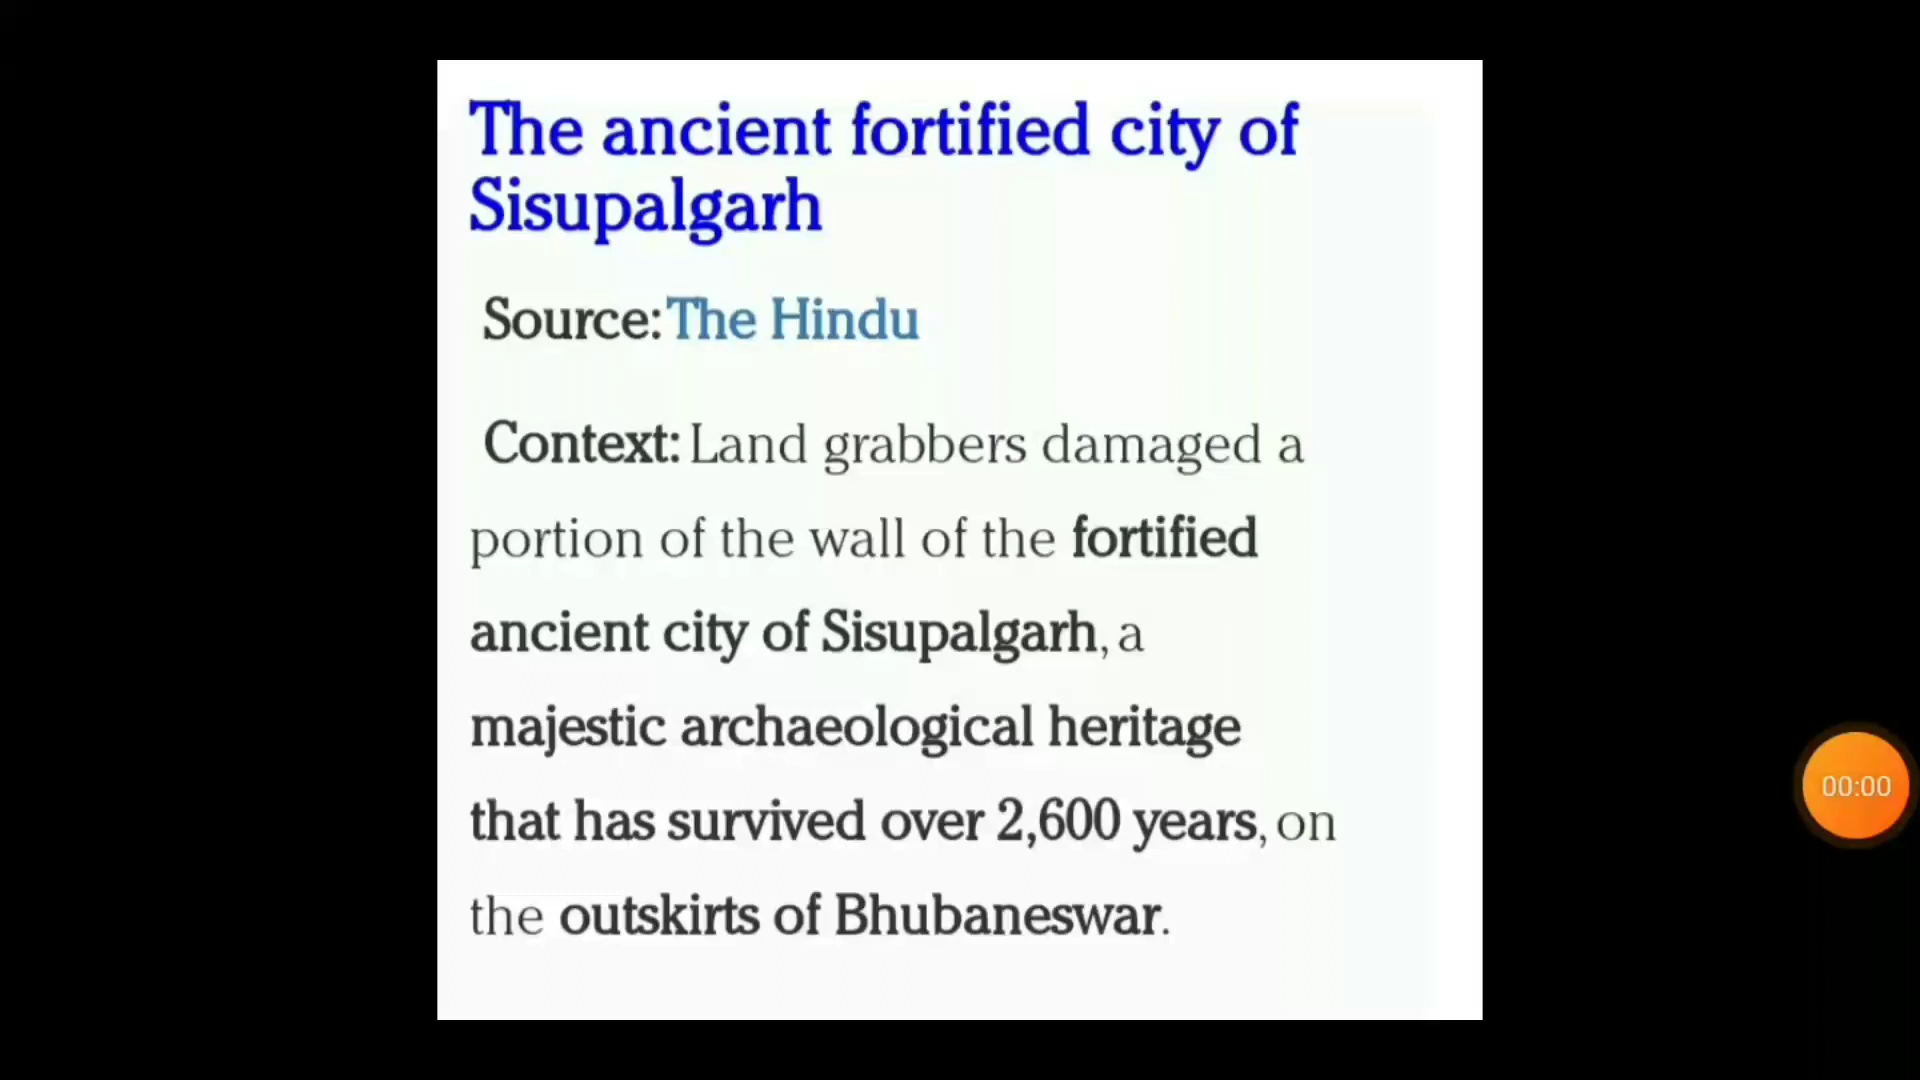 The ancient fortified city of
Sisupalgarh
Source: The Hindu
Context: Land grabbers damaged a
portion of the wall of the fortified
ancient city of Sisupalgarh, a
majestic archaeological heritage
that has survived over 2,600 years, on
the outskirts of Bhubaneswar.
00:00